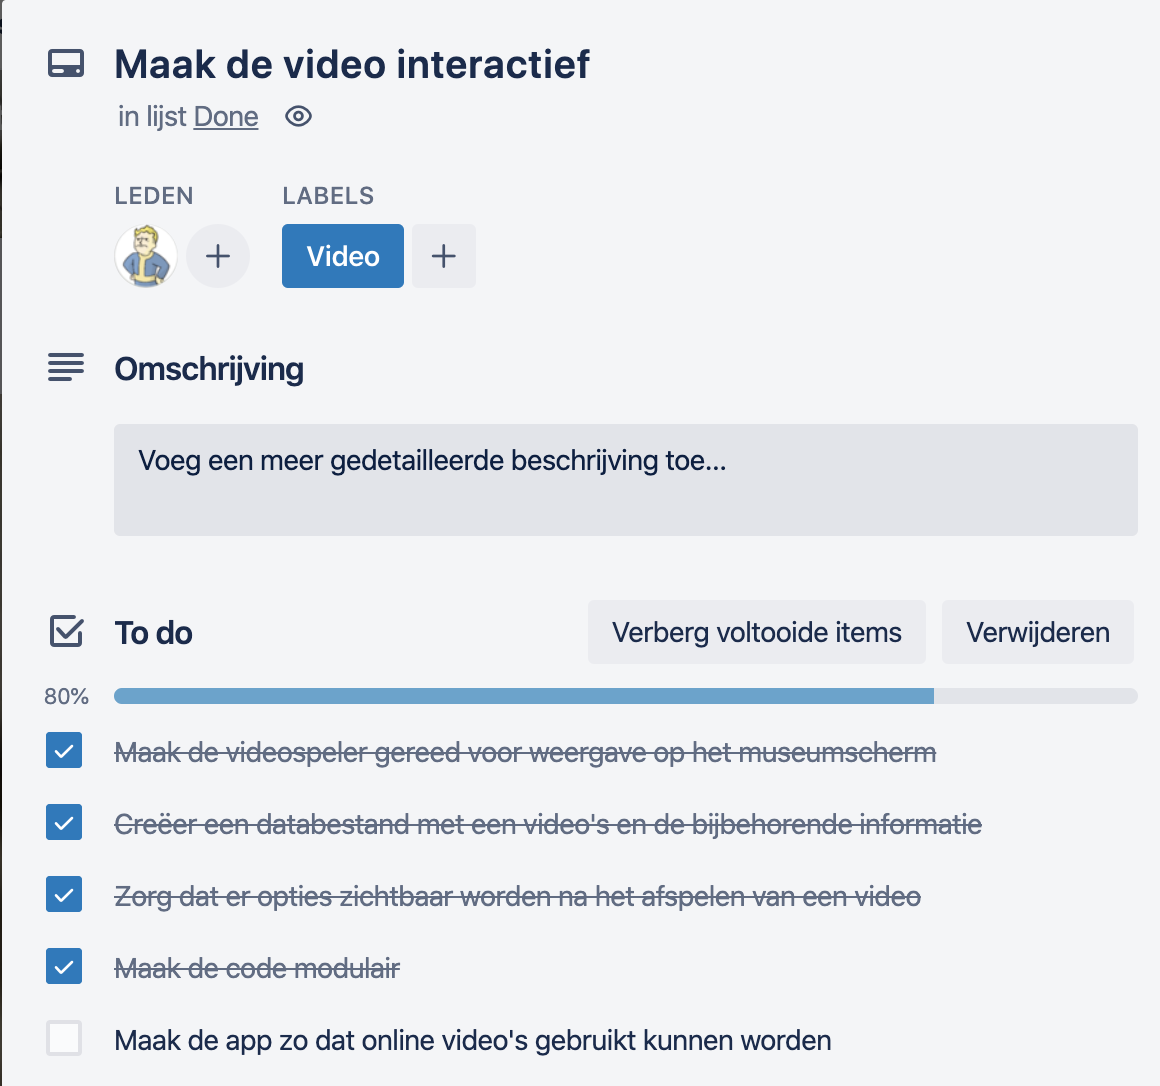 Maak de video interactief
in lijst Done
LEDEN
LABELS
Video
Omschrijving
Voeg een meer gedetailleerde beschrijving toe...
To do
Verberg voltooide items
Verwijderen
80%
Maak de videospeler gereed voor weergave op het museumscherm
Creëer een databestand met een video's en de bijbehorende informatie
Zorg dat er opties zichtbaar worden na het afspelen van een video
Maak de code modulair
Maak de app zo dat online video's gebruikt kunnen worden